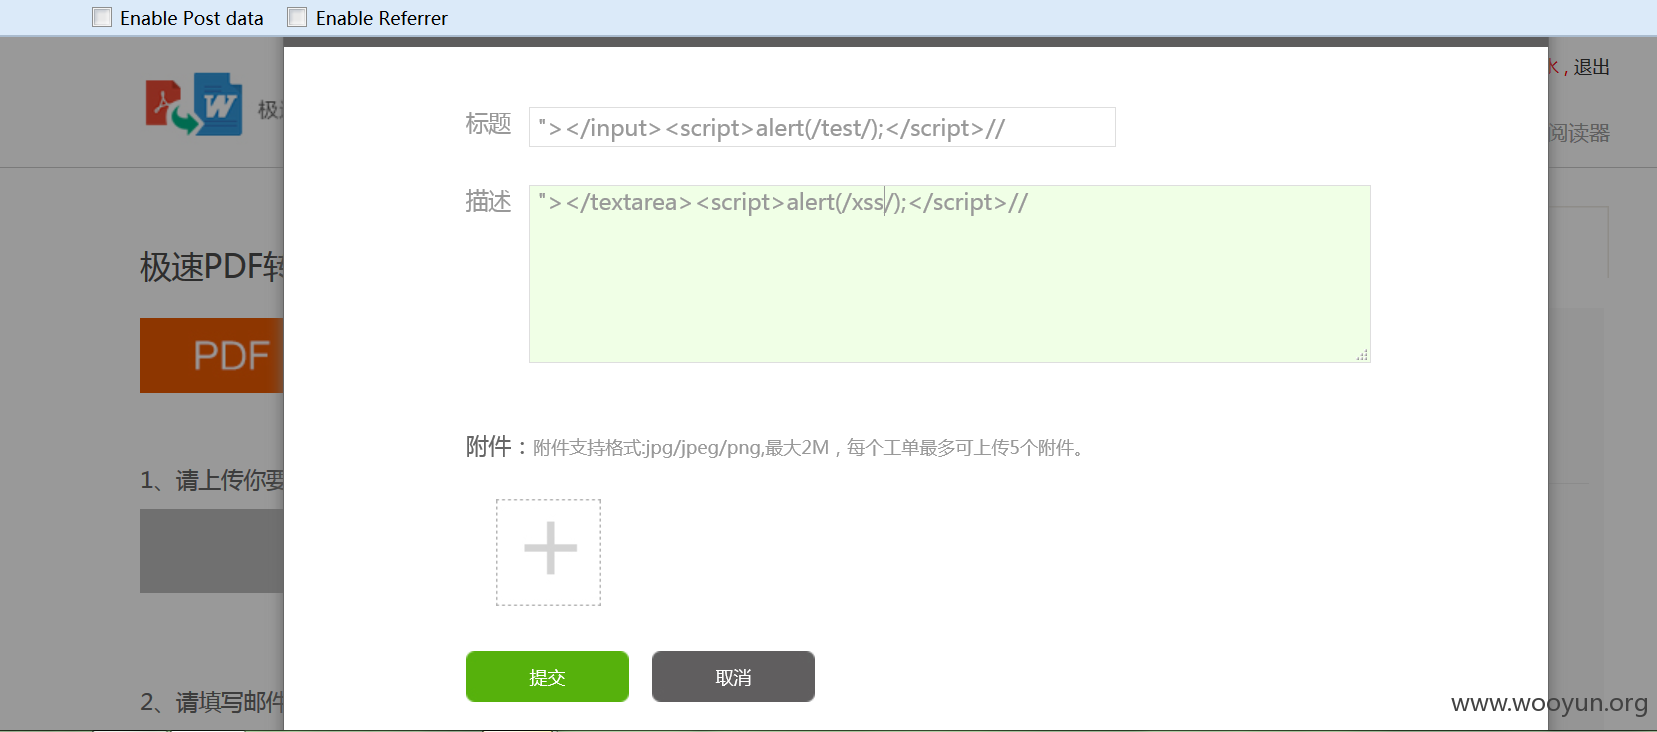 Enable Post data Enable Referrer
，退出
极速
阅读器
标题 "></input><script>alert(/test/);</script>//
描述 "></textarea><script>alert(/xss/);</script>//
极速PDF转
PDF
附件：附件支持格式:jpg/jpeg/png,最大2M，每个工单最多可上传5个附件。
1、请上传你要
提交 取消
2、请填写邮件
www.wooyun.org